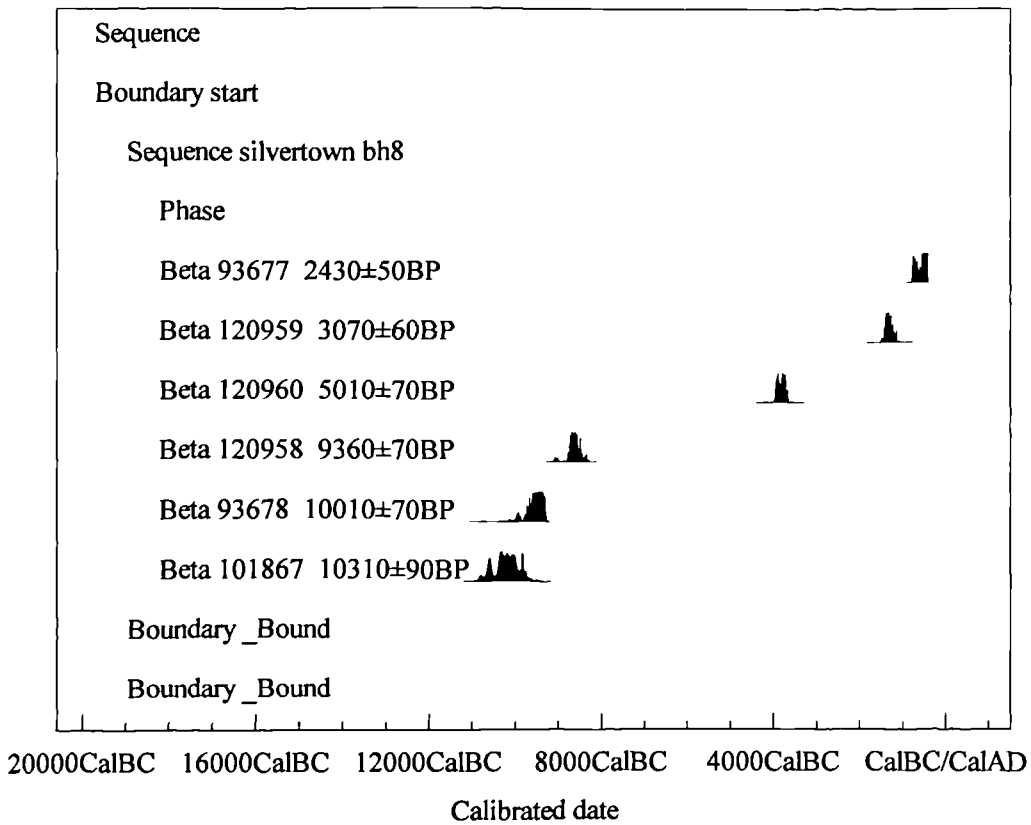 Sequence
Boundary start
Sequence silvertown bh8
Phase
Beta 93677 2430±50BP
Beta 120959 3070±60BP
Beta 120960 5010±70BP
Beta 120958 9360±70BP
Beta 93678 10010±70BP
Beta 101867 10310±90BP
Boundary _Bound
Boundary _Bound
20000CalBC 16000CalBC 12000CalBC 8000CalBC 4000CalBC CalBC/CalAD
Calibrated date